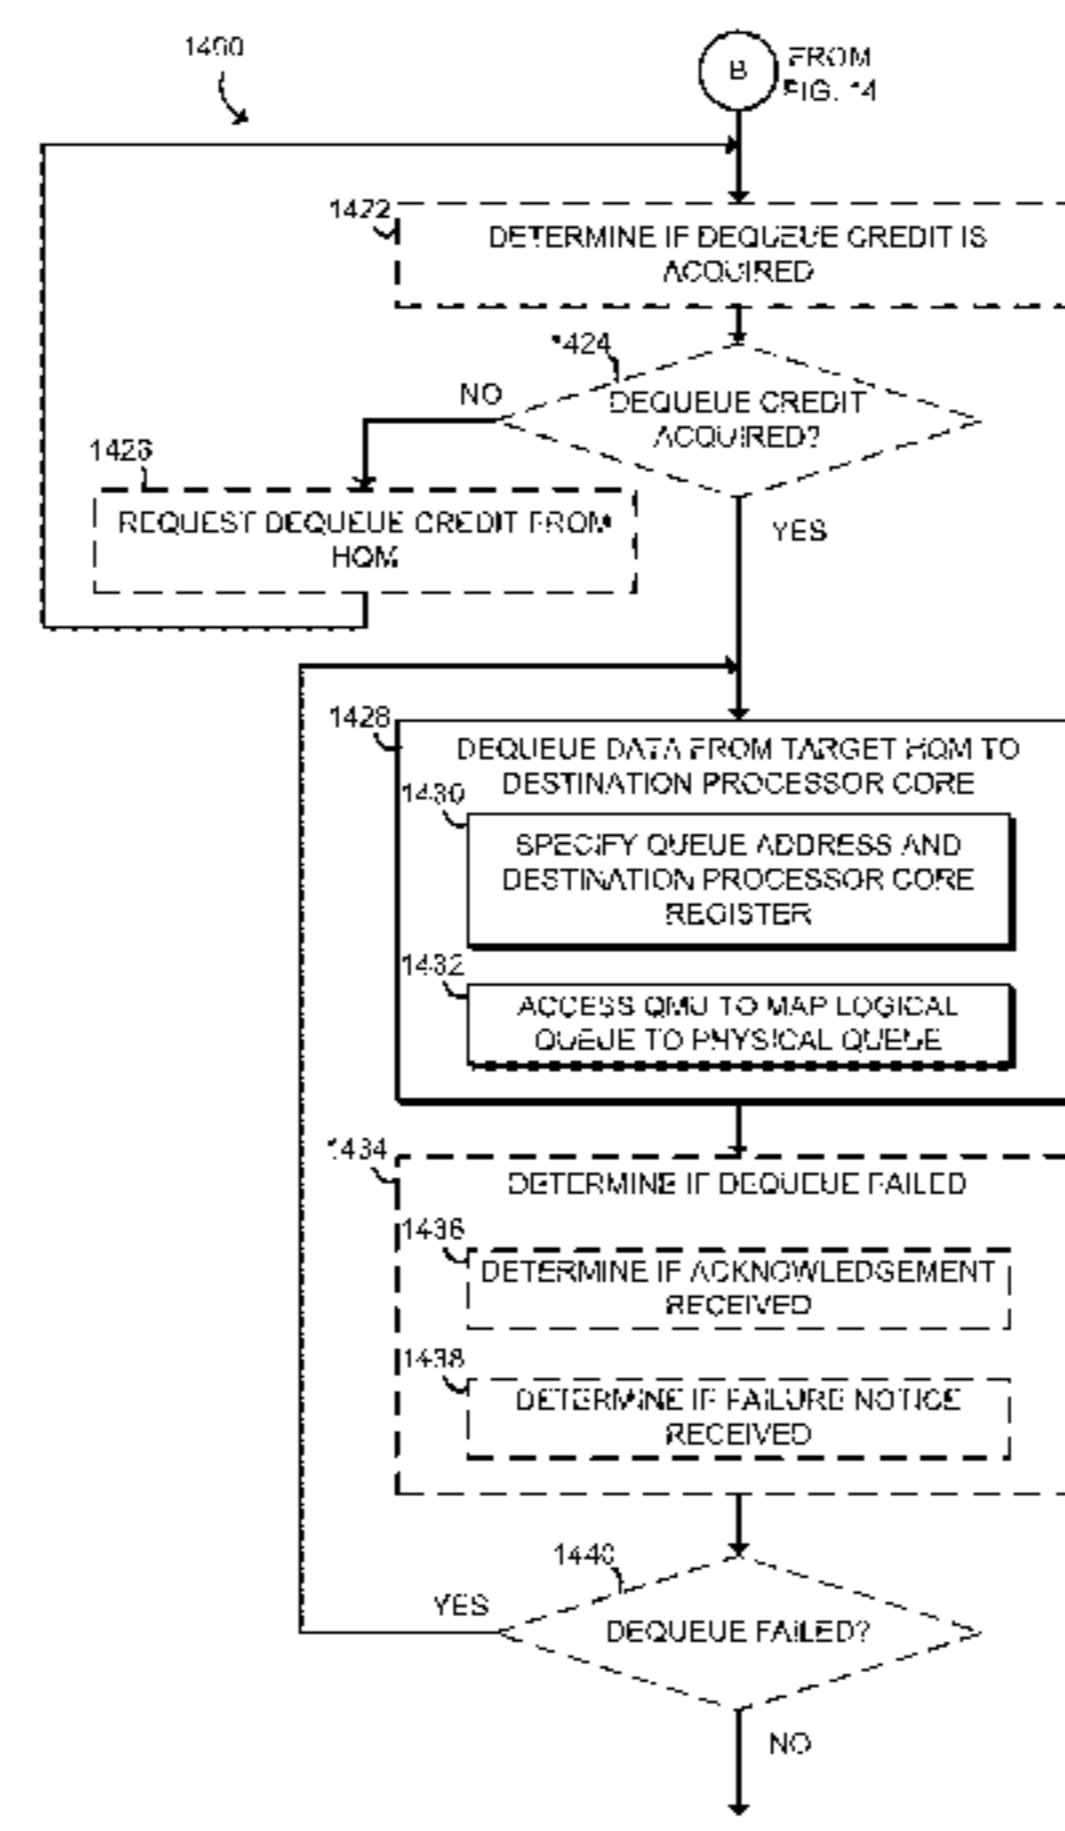 1400
B
FROM
FIG. 14
1422
DETERMINE IF DEQUEUE CREDIT IS
ACQUIRED
1424
DEQUEUE CREDIT
ACQUIRED?
NO
YES
1426
REQUEST DEQUEUE CREDIT FROM
HQM
1428
DEQUEUE DATA FROM TARGET HQM TO
DESTINATION PROCESSOR CORE
1430
SPECIFY QUEUE ADDRESS AND
DESTINATION PROCESSOR CORE
REGISTER
1432
ACCESS QMU TO MAP LOGICAL
QUEUE TO PHYSICAL QUEUE
1434
DETERMINE IF DEQUEUE FAILED
1436
DETERMINE IF ACKNOWLEDGEMENT
RECEIVED
1438
DETERMINE IF FAILURE NOTICE
RECEIVED
1440
YES
DEQUEUE FAILED?
NO